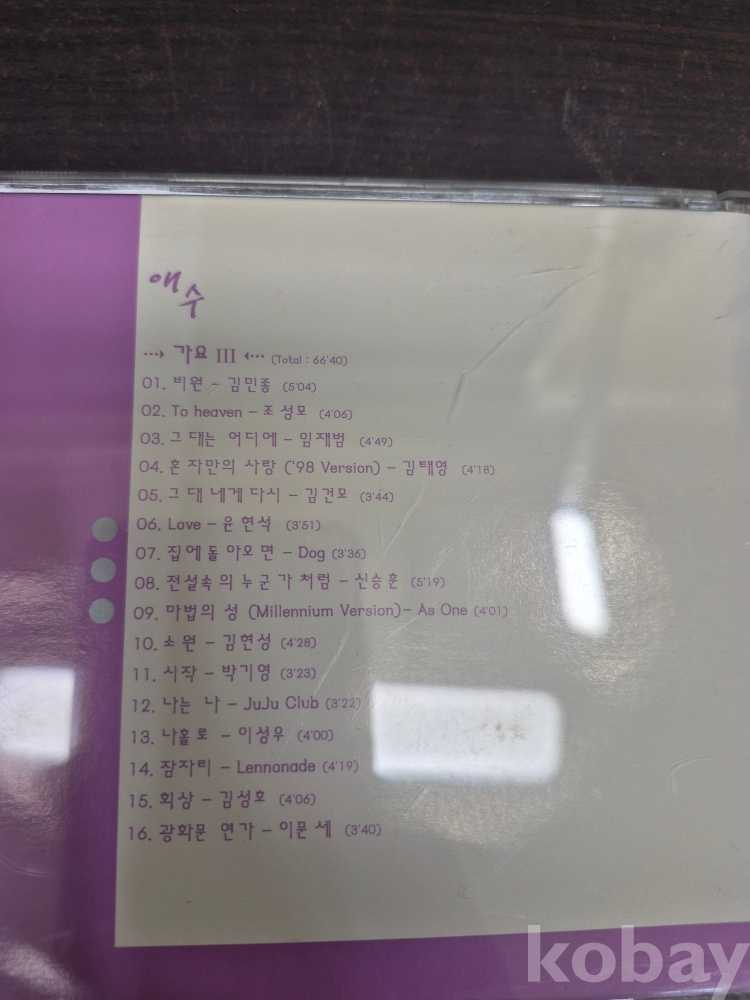 애수
가요 III (Total : 66'40)
01. 비원 - 김민종 (5'04)
02. To heaven - 조성모 (4'06)
03. 그대는 어디에 - 임재범 (4'49)
04. 혼자만의 사랑 ('98 Version) - 김태영 (4'18)
05. 그대 네게 다시 - 김건모 (3'44)
06. Love - 윤현석 (3'51)
07. 집에 돌아오면 - Dog (3'36)
08. 전설속의 누군가처럼 - 신승훈 (5'19)
09. 마법의 성 (Millennium Version)- As One (4'01)
10. 소원 - 김현성 (4'28)
11. 시작 - 박기영 (3'23)
12. 나는 나 - JuJu Club (3'22)
13. 나홀로 - 이성우 (4'00)
14. 잠자리 - Lennonade (4'19)
15. 회상 - 김성호 (4'06)
16. 광화문 연가 - 이문세 (3'40)
kobay